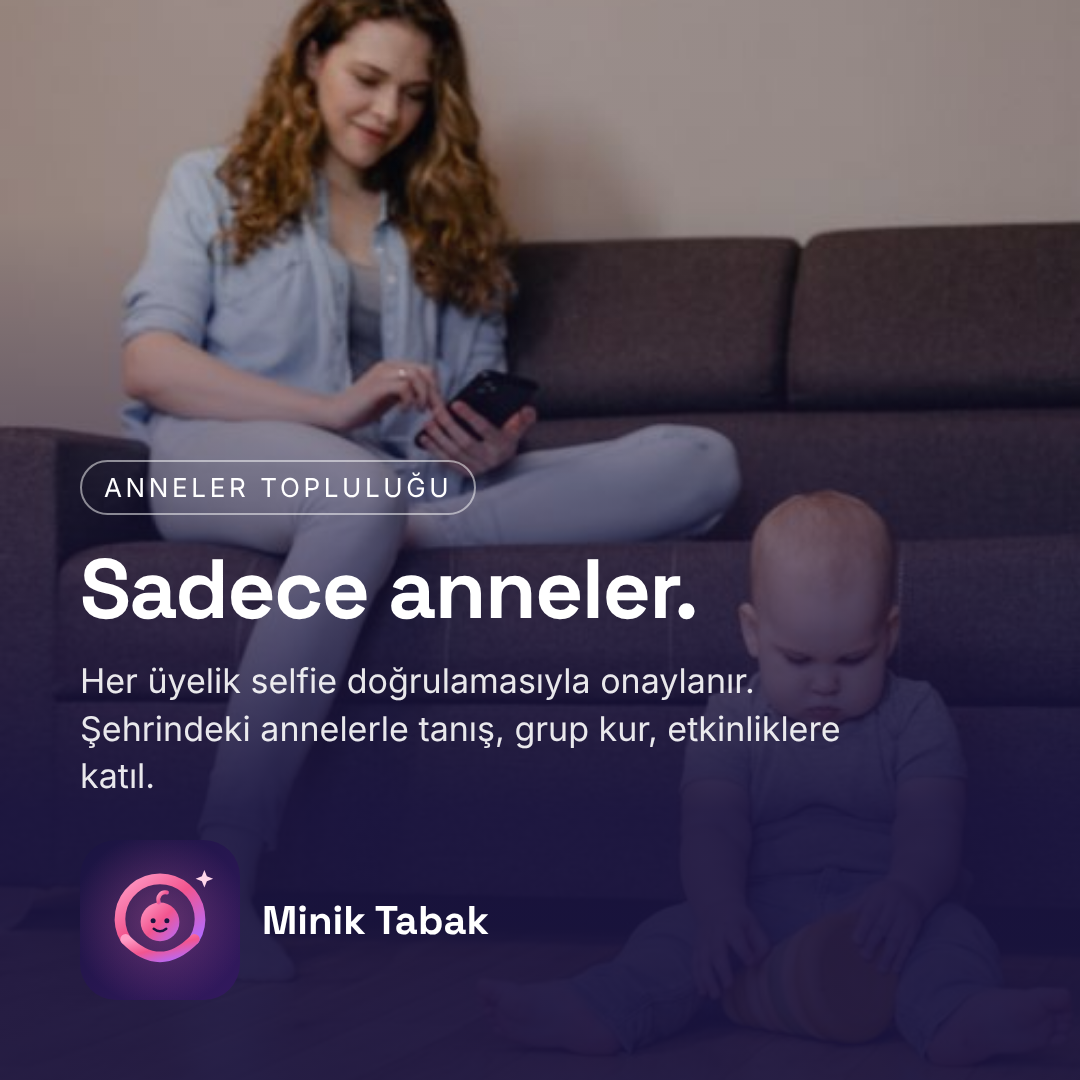 ANNELER TOPLULUĞU
Sadece anneler.
Her üyelik selfie doğrulamasıyla onaylanır.
Şehrindeki annelerle tanış, grup kur, etkinliklere
katıl.
Minik Tabak